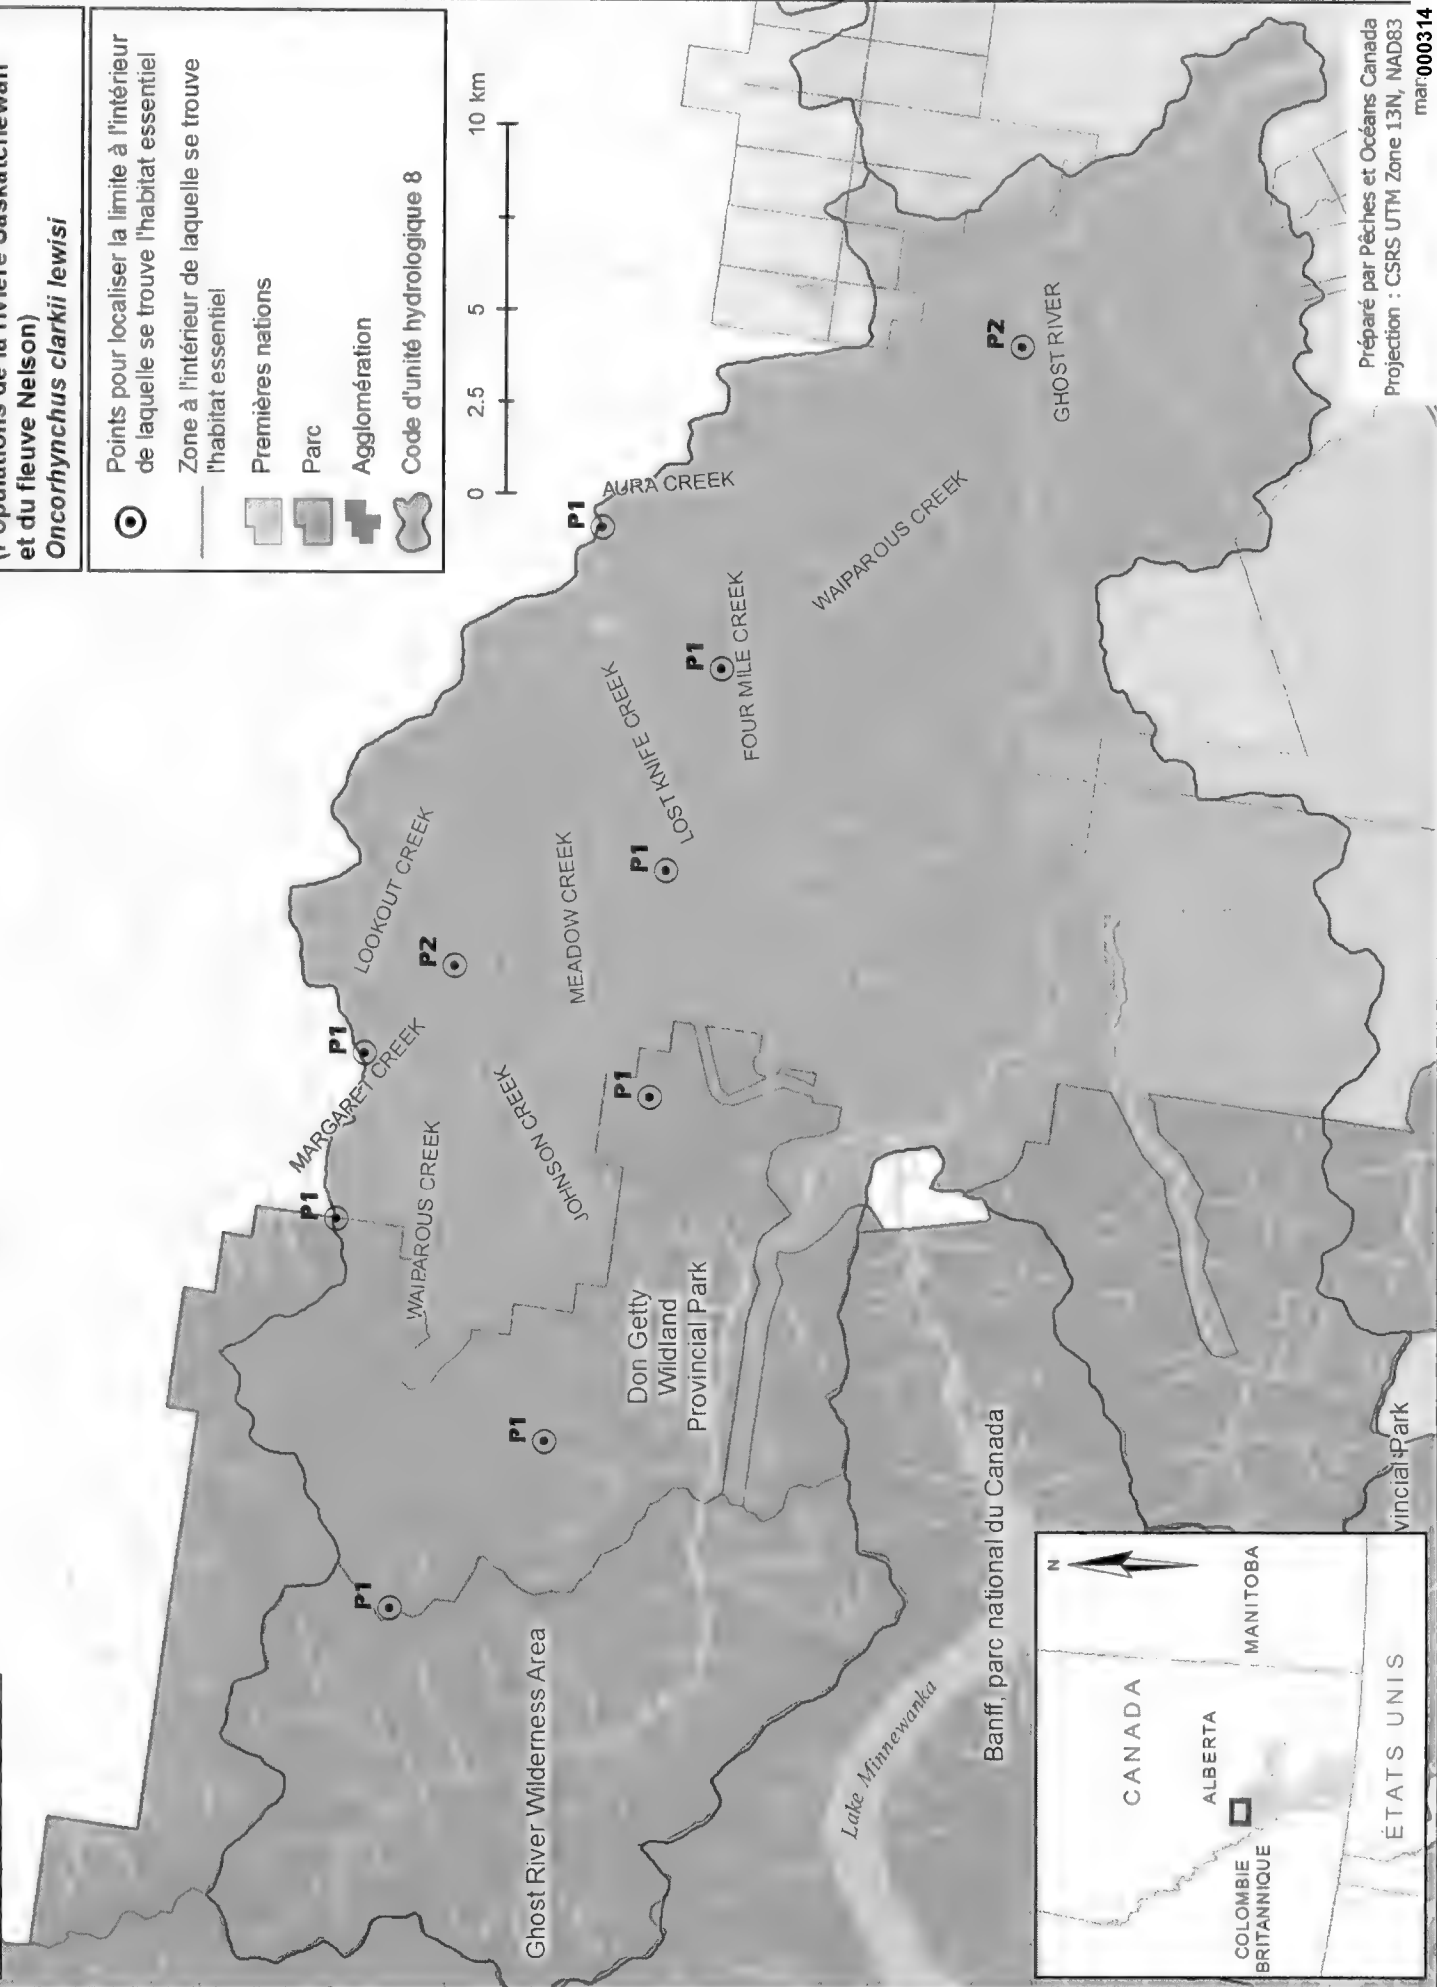 et du fleuve Nelson)
Oncorhynchus clarkii lewisi
Points pour localiser la limite à l'intérieur
de laquelle se trouve l'habitat essentiel
Zone à l'intérieur de laquelle se trouve
l'habitat essentiel
Premières nations
Parc
Agglomération
Code d'unité hydrologique 8
0 2.5 5 10 km
P1
P1
P1
MARGARET CREEK
P1
LOOKOUT CREEK
P2
WAIPAROUS CREEK
P1
JOHNSON CREEK
MEADOW CREEK
P1
P1
AURA CREEK
P1
LOST KNIFE CREEK
P1
FOUR MILE CREEK
WAIPAROUS CREEK
P2
GHOST RIVER
Ghost River Wilderness Area
Don Getty
Wildland
Provincial Park
Lake Minnewanka
Banff, parc national du Canada
vincial Park
N
CANADA
ALBERTA
MANITOBA
COLOMBIE
BRITANNIQUE
ÉTATS UNIS
Préparé par Pêches et Océans Canada
Projection : CSRS UTM Zone 13N, NAD83
mar
000314